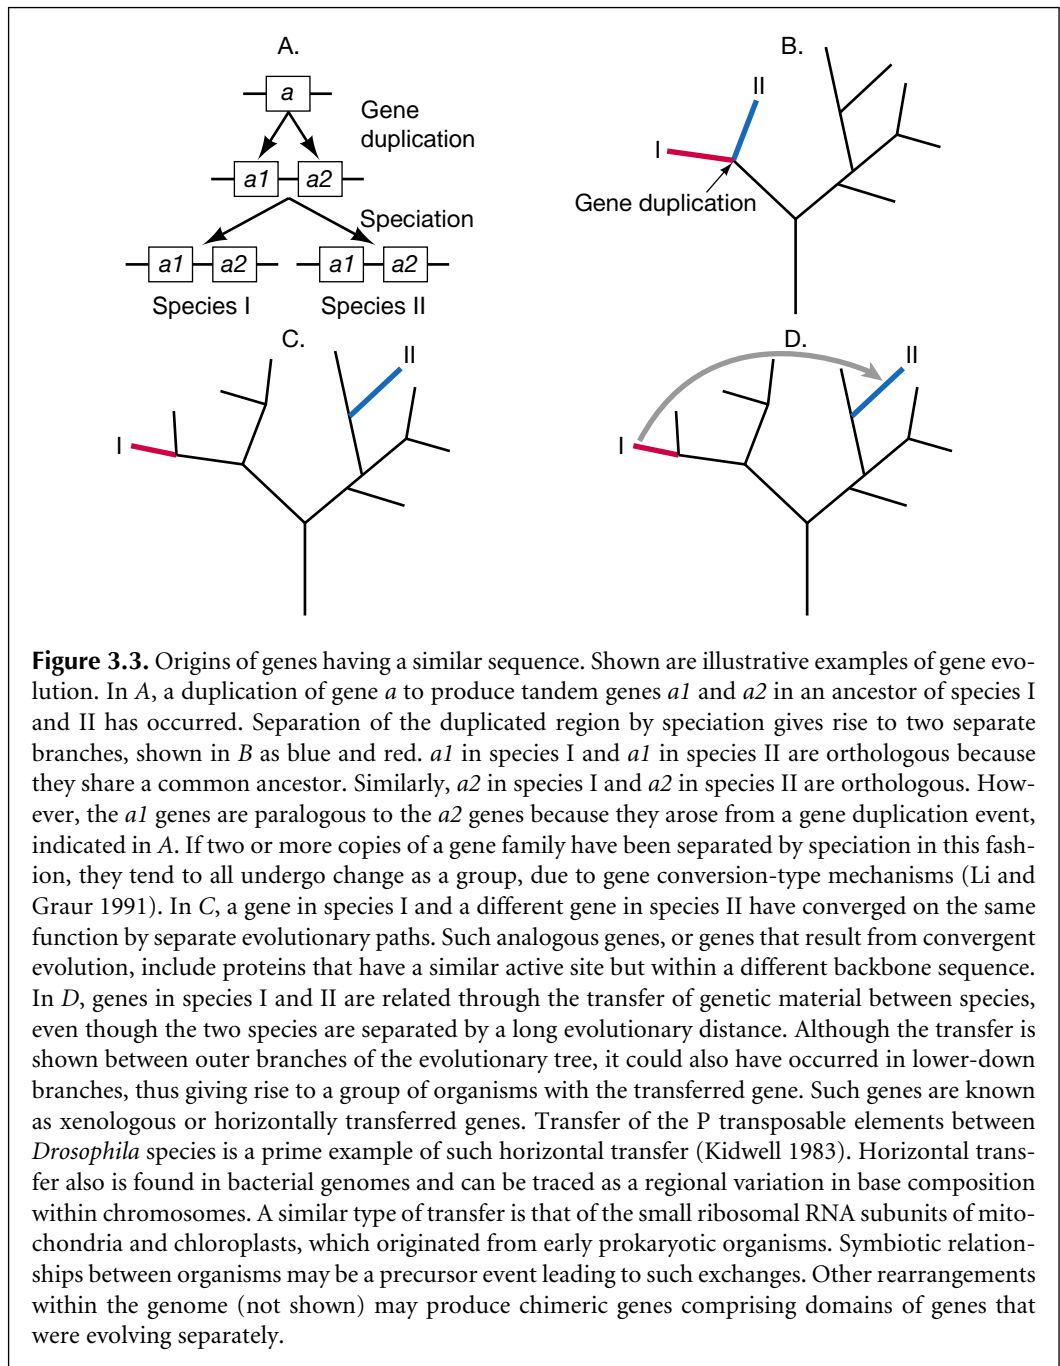 A.
a
Gene
duplication
a1 a2
Speciation
a1 a2 a1 a2
Species I Species II
B.
II
I
Gene duplication
C.
II
I
D.
II
I
Figure 3.3. Origins of genes having a similar sequence. Shown are illustrative examples of gene evo-
lution. In A, a duplication of gene a to produce tandem genes a1 and a2 in an ancestor of species I
and II has occurred. Separation of the duplicated region by speciation gives rise to two separate
branches, shown in B as blue and red. a1 in species I and a1 in species II are orthologous because
they share a common ancestor. Similarly, a2 in species I and a2 in species II are orthologous. How-
ever, the a1 genes are paralogous to the a2 genes because they arose from a gene duplication event,
indicated in A. If two or more copies of a gene family have been separated by speciation in this fash-
ion, they tend to all undergo change as a group, due to gene conversion-type mechanisms (Li and
Graur 1991). In C, a gene in species I and a different gene in species II have converged on the same
function by separate evolutionary paths. Such analogous genes, or genes that result from convergent
evolution, include proteins that have a similar active site but within a different backbone sequence.
In D, genes in species I and II are related through the transfer of genetic material between species,
even though the two species are separated by a long evolutionary distance. Although the transfer is
shown between outer branches of the evolutionary tree, it could also have occurred in lower-down
branches, thus giving rise to a group of organisms with the transferred gene. Such genes are known
as xenologous or horizontally transferred genes. Transfer of the P transposable elements between
Drosophila species is a prime example of such horizontal transfer (Kidwell 1983). Horizontal trans-
fer also is found in bacterial genomes and can be traced as a regional variation in base composition
within chromosomes. A similar type of transfer is that of the small ribosomal RNA subunits of mito-
chondria and chloroplasts, which originated from early prokaryotic organisms. Symbiotic relation-
ships between organisms may be a precursor event leading to such exchanges. Other rearrangements
within the genome (not shown) may produce chimeric genes comprising domains of genes that
were evolving separately.